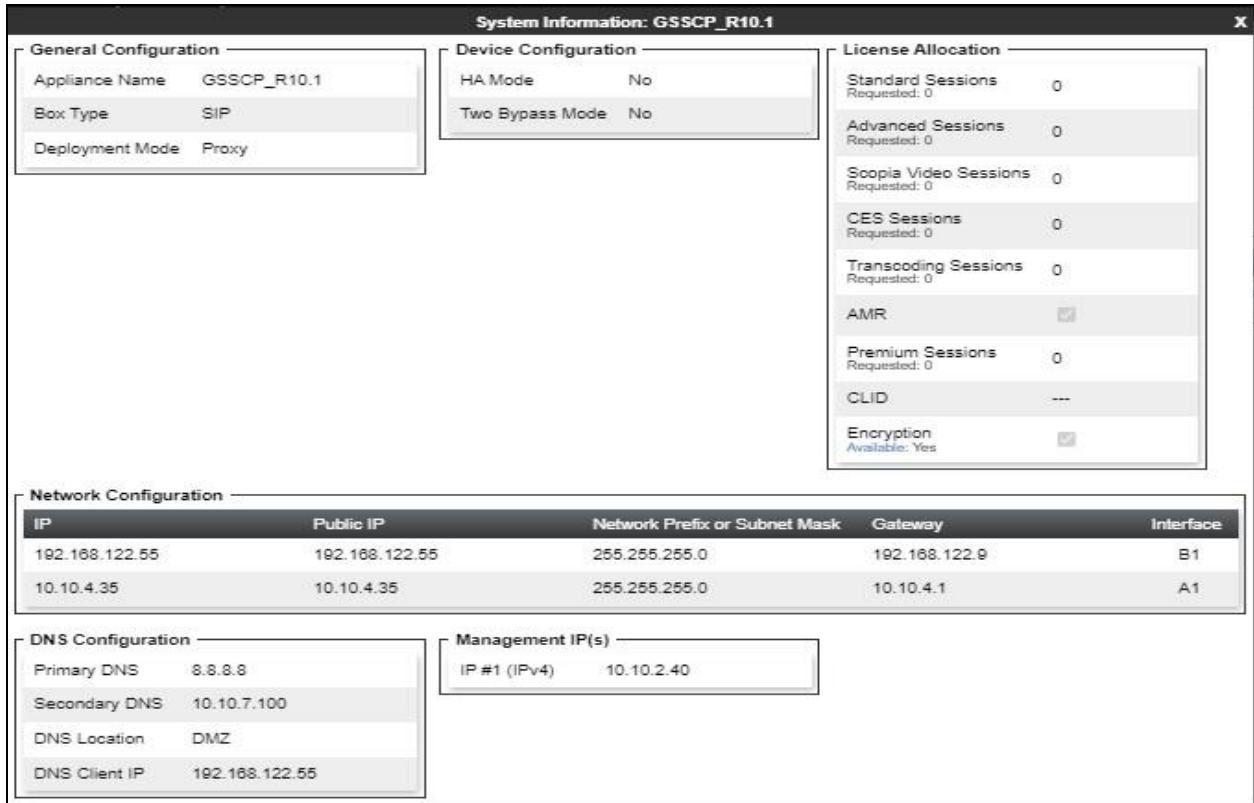 System Information: GSSCP_R10.1 X
General Configuration
Appliance Name GSSCP_R10.1
Box Type SIP
Deployment Mode Proxy
Device Configuration
HA Mode No
Two Bypass Mode No
License Allocation
Standard Sessions 0
Requested: 0
Advanced Sessions 0
Requested: 0
Scopia Video Sessions 0
Requested: 0
CES Sessions 0
Requested: 0
Transcoding Sessions 0
Requested: 0
AMR
Premium Sessions 0
Requested: 0
CLID ---
Encryption
Available: Yes
Network Configuration
IP Public IP Network Prefix or Subnet Mask Gateway Interface
192.168.122.55 192.168.122.55 255.255.255.0 192.168.122.9 B1
10.10.4.35 10.10.4.35 255.255.255.0 10.10.4.1 A1
DNS Configuration
Primary DNS 8.8.8.8
Secondary DNS 10.10.7.100
DNS Location DMZ
DNS Client IP 192.168.122.55
Management IP(s)
IP #1 (IPv4) 10.10.2.40